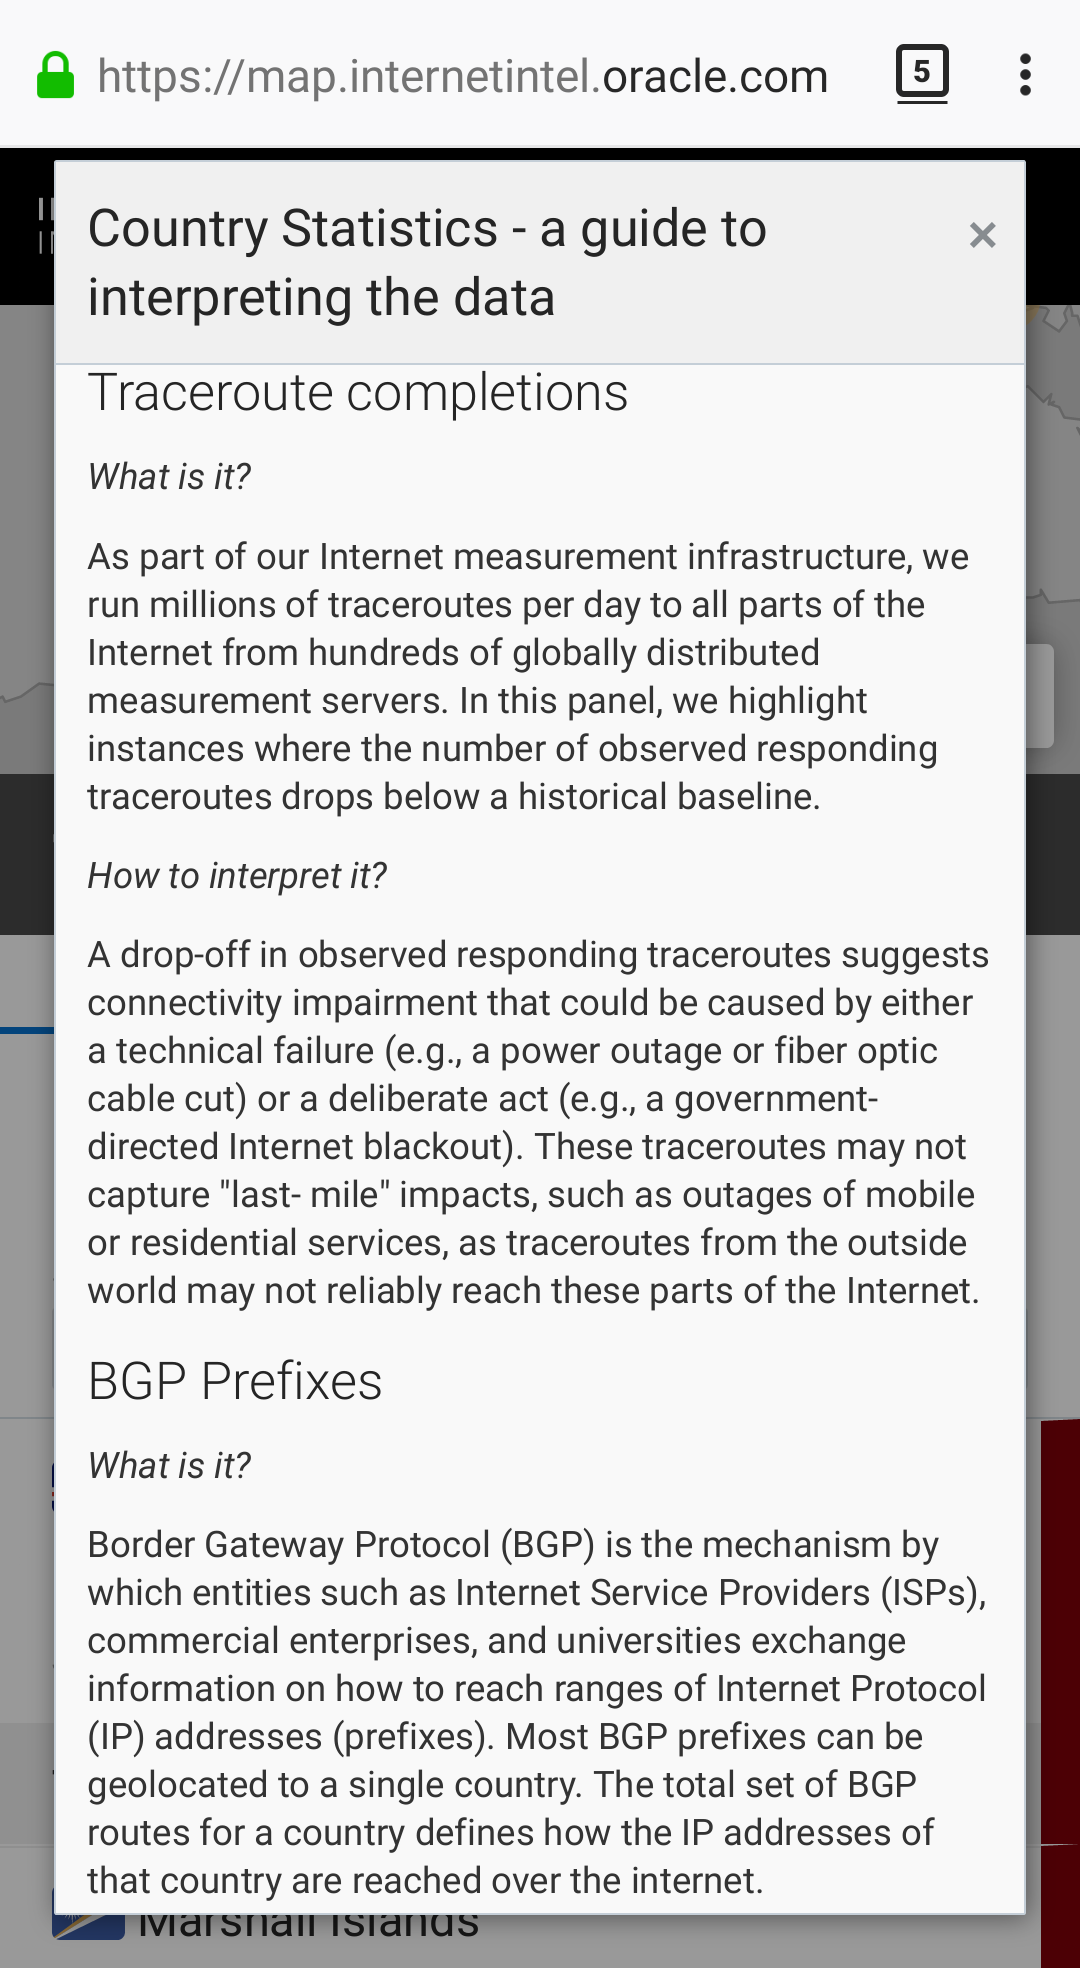 https://map.internetintel.oracle.com
5
Country Statistics - a guide to
interpreting the data
×
Traceroute completions
What is it?
As part of our Internet measurement infrastructure, we
run millions of traceroutes per day to all parts of the
Internet from hundreds of globally distributed
measurement servers. In this panel, we highlight
instances where the number of observed responding
traceroutes drops below a historical baseline.
How to interpret it?
A drop-off in observed responding traceroutes suggests
connectivity impairment that could be caused by either
a technical failure (e.g., a power outage or fiber optic
cable cut) or a deliberate act (e.g., a government-
directed Internet blackout). These traceroutes may not
capture "last- mile" impacts, such as outages of mobile
or residential services, as traceroutes from the outside
world may not reliably reach these parts of the Internet.
BGP Prefixes
What is it?
Border Gateway Protocol (BGP) is the mechanism by
which entities such as Internet Service Providers (ISPs),
commercial enterprises, and universities exchange
information on how to reach ranges of Internet Protocol
(IP) addresses (prefixes). Most BGP prefixes can be
geolocated to a single country. The total set of BGP
routes for a country defines how the IP addresses of
that country are reached over the internet.
Marshall Islands